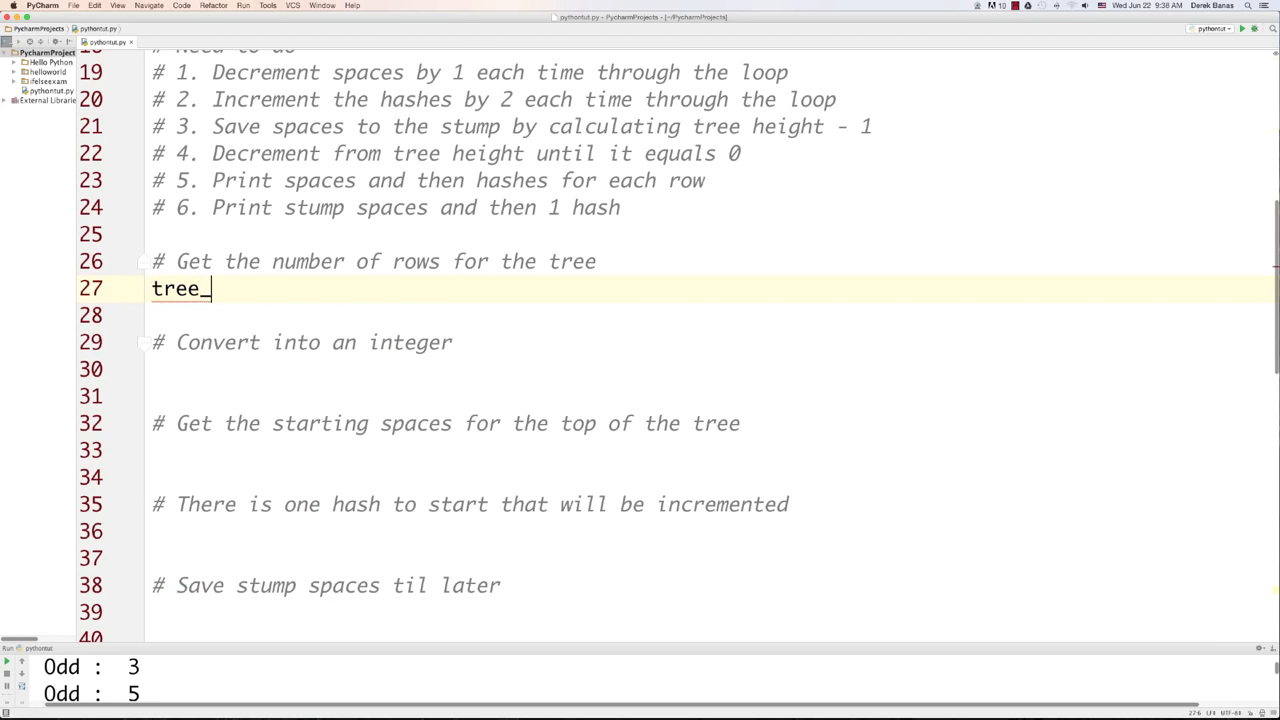 PyCharm File Edit View Navigate Code Refactor Run Tools VCS Window Help 10 Wed Jun 22 9:38 AM Derek Banas
pythontut.py - PycharmProjects - [~/PycharmProjects]
PycharmProjects pythontut.py pythontut
pythontut.py
PycharmProject
Hello Python
helloworld
ifelseexam
pythontut.py
External Librarie
18 # Need to do
19 # 1. Decrement spaces by 1 each time through the loop
20 # 2. Increment the hashes by 2 each time through the loop
21 # 3. Save spaces to the stump by calculating tree height - 1
22 # 4. Decrement from tree height until it equals 0
23 # 5. Print spaces and then hashes for each row
24 # 6. Print stump spaces and then 1 hash
25
26 # Get the number of rows for the tree
27 tree_
28
29 # Convert into an integer
30
31
32 # Get the starting spaces for the top of the tree
33
34
35 # There is one hash to start that will be incremented
36
37
38 # Save stump spaces til later
39
40
Run pythontut
Odd : 3
Odd : 5
27:6 LF÷ UTF-8÷